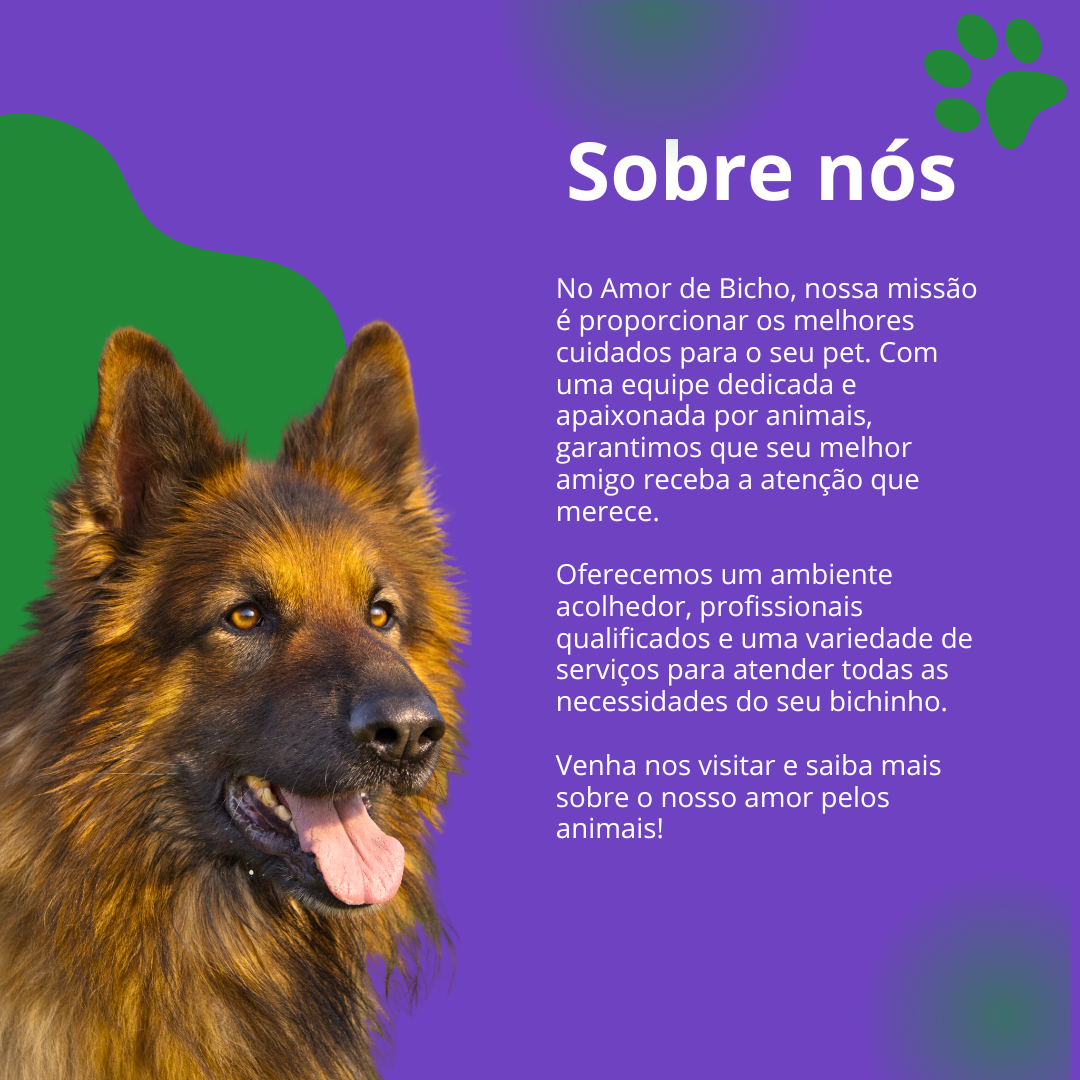 Sobre nós
No Amor de Bicho, nossa missão
é proporcionar os melhores
cuidados para o seu pet. Com
uma equipe dedicada e
apaixonada por animais,
garantimos que seu melhor
amigo receba a atenção que
merece.
Oferecemos um ambiente
acolhedor, profissionais
qualificados e uma variedade de
serviços para atender todas as
necessidades do seu bichinho.
Venha nos visitar e saiba mais
sobre o nosso amor pelos
animais!